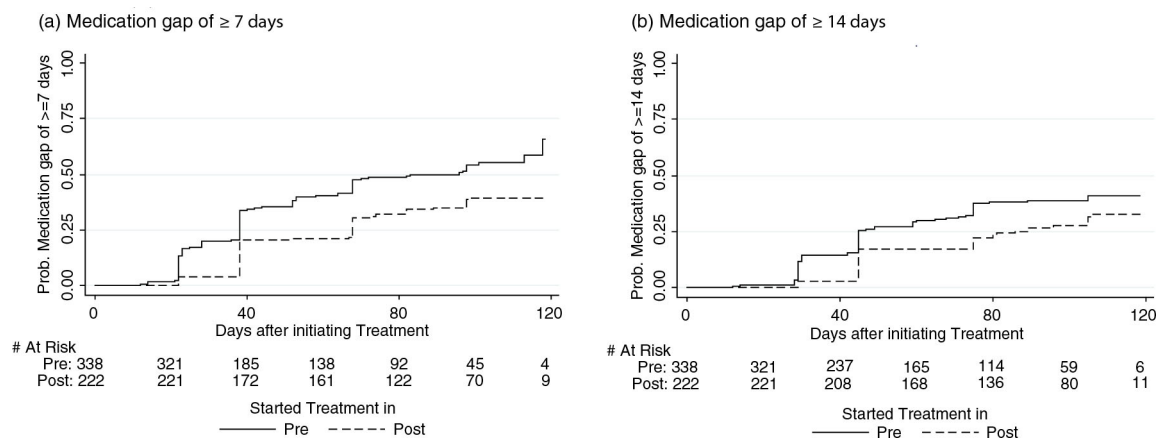 (a) Medication gap of ≥ 7 days
Prob. Medication gap of >=7 days
1.00
0.75
0.50
0.25
0.00
0 40 80 120
Days after initiating Treatment
# At Risk
Pre: 338 321 185 138 92 45 4
Post: 222 221 172 161 122 70 9
Started Treatment in
Pre Post
(b) Medication gap of ≥ 14 days
Prob. Medication gap of >=14 days
1.00
0.75
0.50
0.25
0.00
0 40 80 120
Days after initiating Treatment
# At Risk
Pre: 338 321 237 165 114 59 6
Post: 222 221 208 168 136 80 11
Started Treatment in
Pre Post